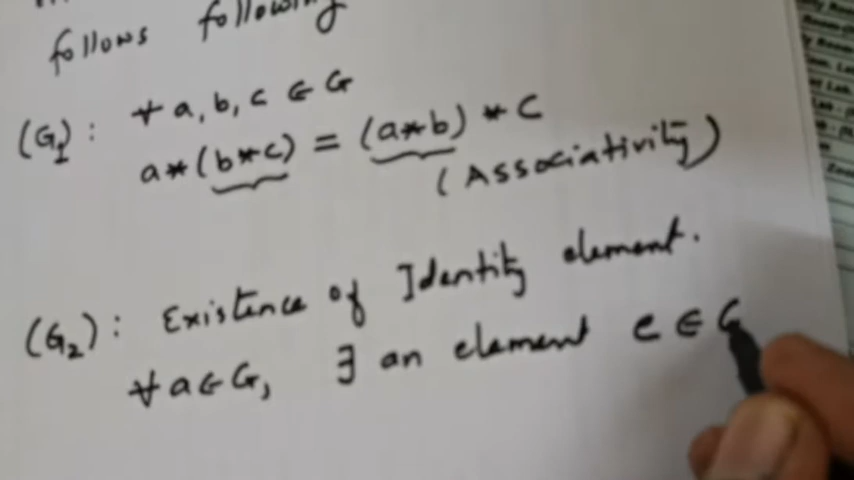 follows following
(G1): ∀ a, b, c ∈ G
a*(b*c) = (a*b) * c
(Associativity)
(G2): Existence of Identity element.
∀ a ∈ G, ∃ an element e ∈ G